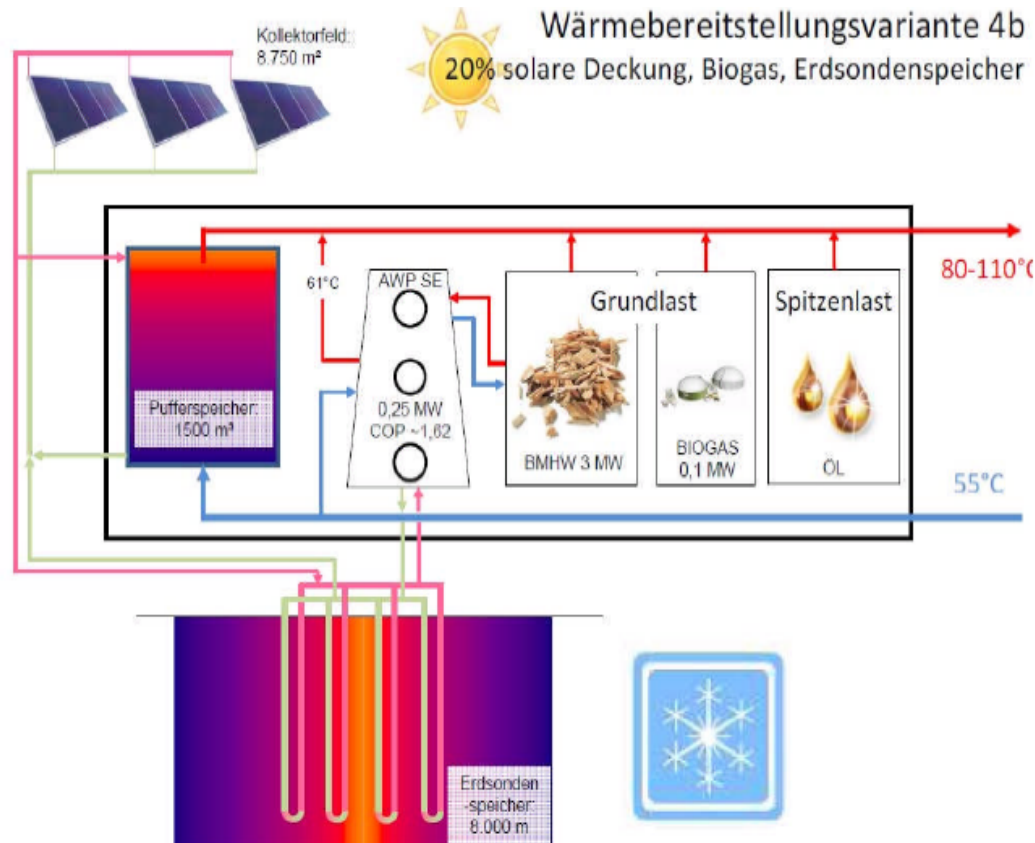 Wärmebereitstellungsvariante 4b
20% solare Deckung, Biogas, Erdsondenspeicher
Kollektorfeld:
8.750 m²
80-110°C
61°C
AWP SE
Grundlast
Spitzenlast
Pufferspeicher:
1500 m³
0,25 MW
COP ~1,62
BMHW 3 MW
BIOGAS
0,1 MW
ÖL
55°C
Erdsonden
-speicher:
8.000 m